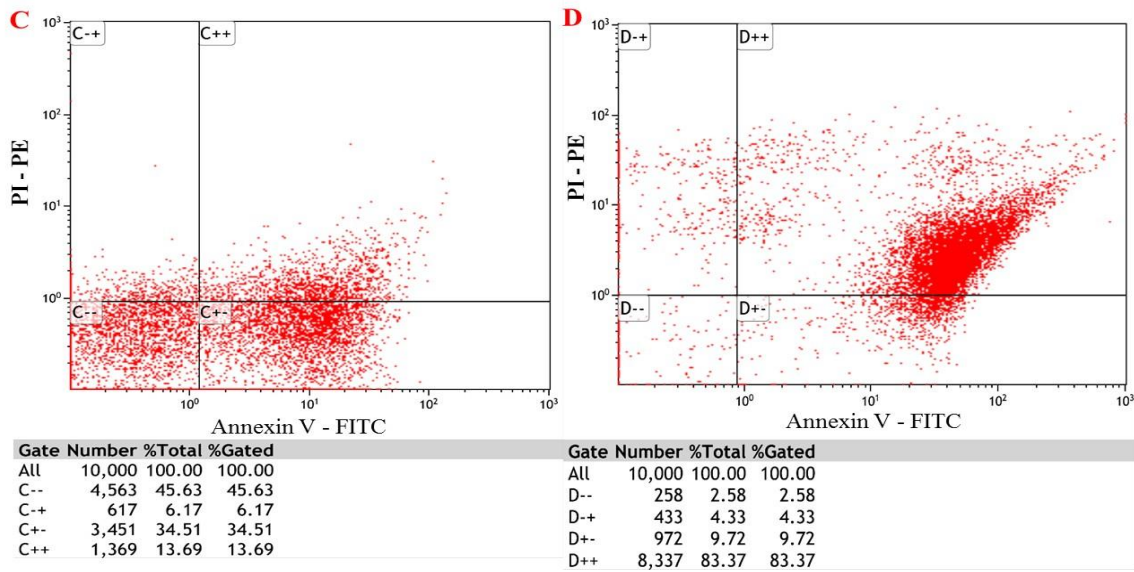 C
C-+
C++
C--
C+-
PI - PE
10³
10²
10¹
10⁰
10⁰
10¹
10²
10³
Annexin V - FITC
Gate Number %Total %Gated
All 10,000 100.00 100.00
C-- 4,563 45.63 45.63
C-+ 617 6.17 6.17
C+- 3,451 34.51 34.51
C++ 1,369 13.69 13.69
D
D-+
D++
D--
D+-
PI - PE
10³
10²
10¹
10⁰
10⁰
10¹
10²
10³
Annexin V - FITC
Gate Number %Total %Gated
All 10,000 100.00 100.00
D-- 258 2.58 2.58
D-+ 433 4.33 4.33
D+- 972 9.72 9.72
D++ 8,337 83.37 83.37